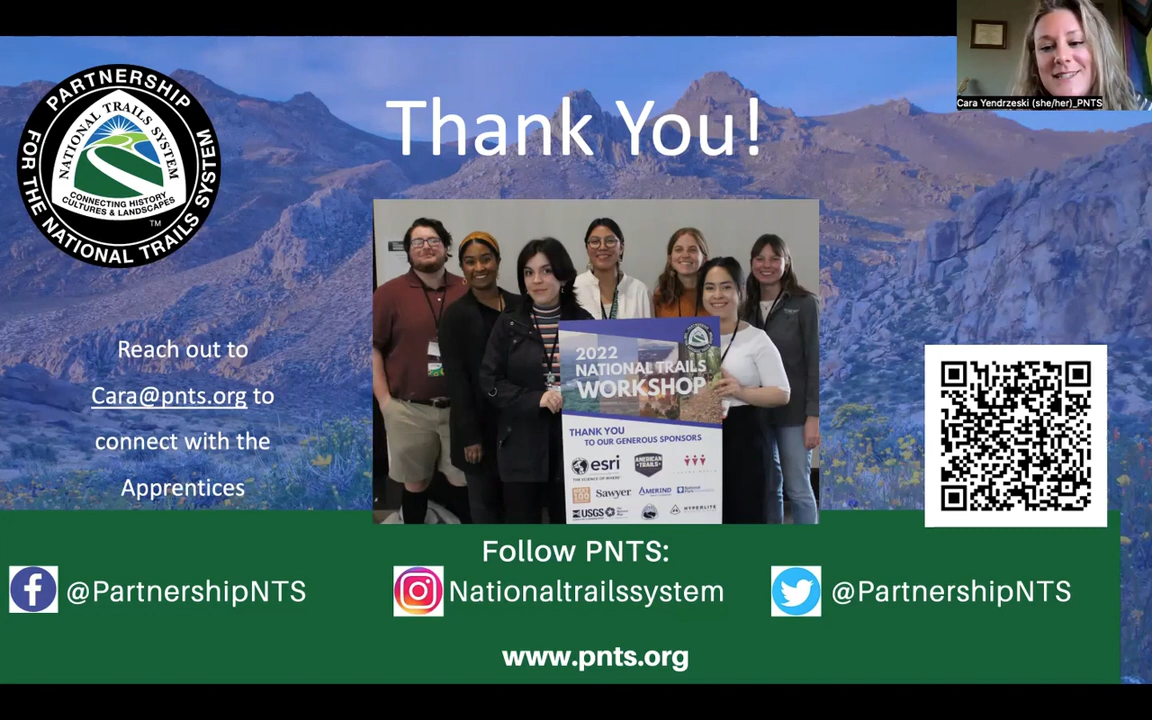 Cara Yendrzeski (she/her)_PNTS
PARTNERSHIP
FOR THE NATIONAL TRAILS SYSTEM
NATIONAL TRAILS SYSTEM
CONNECTING HISTORY
CULTURES & LANDSCAPES
TM
Thank You!
Reach out to
Cara@pnts.org to
connect with the
Apprentices
2022
NATIONAL TRAILS
WORKSHOP
THANK YOU
TO OUR GENEROUS SPONSORS
esri
THE SCIENCE OF WHERE
AMERICAN
TRAILS
Sawyer
AMERIND
USGS
HYPERLITE
Follow PNTS:
@PartnershipNTS
Nationaltrailssystem
@PartnershipNTS
www.pnts.org